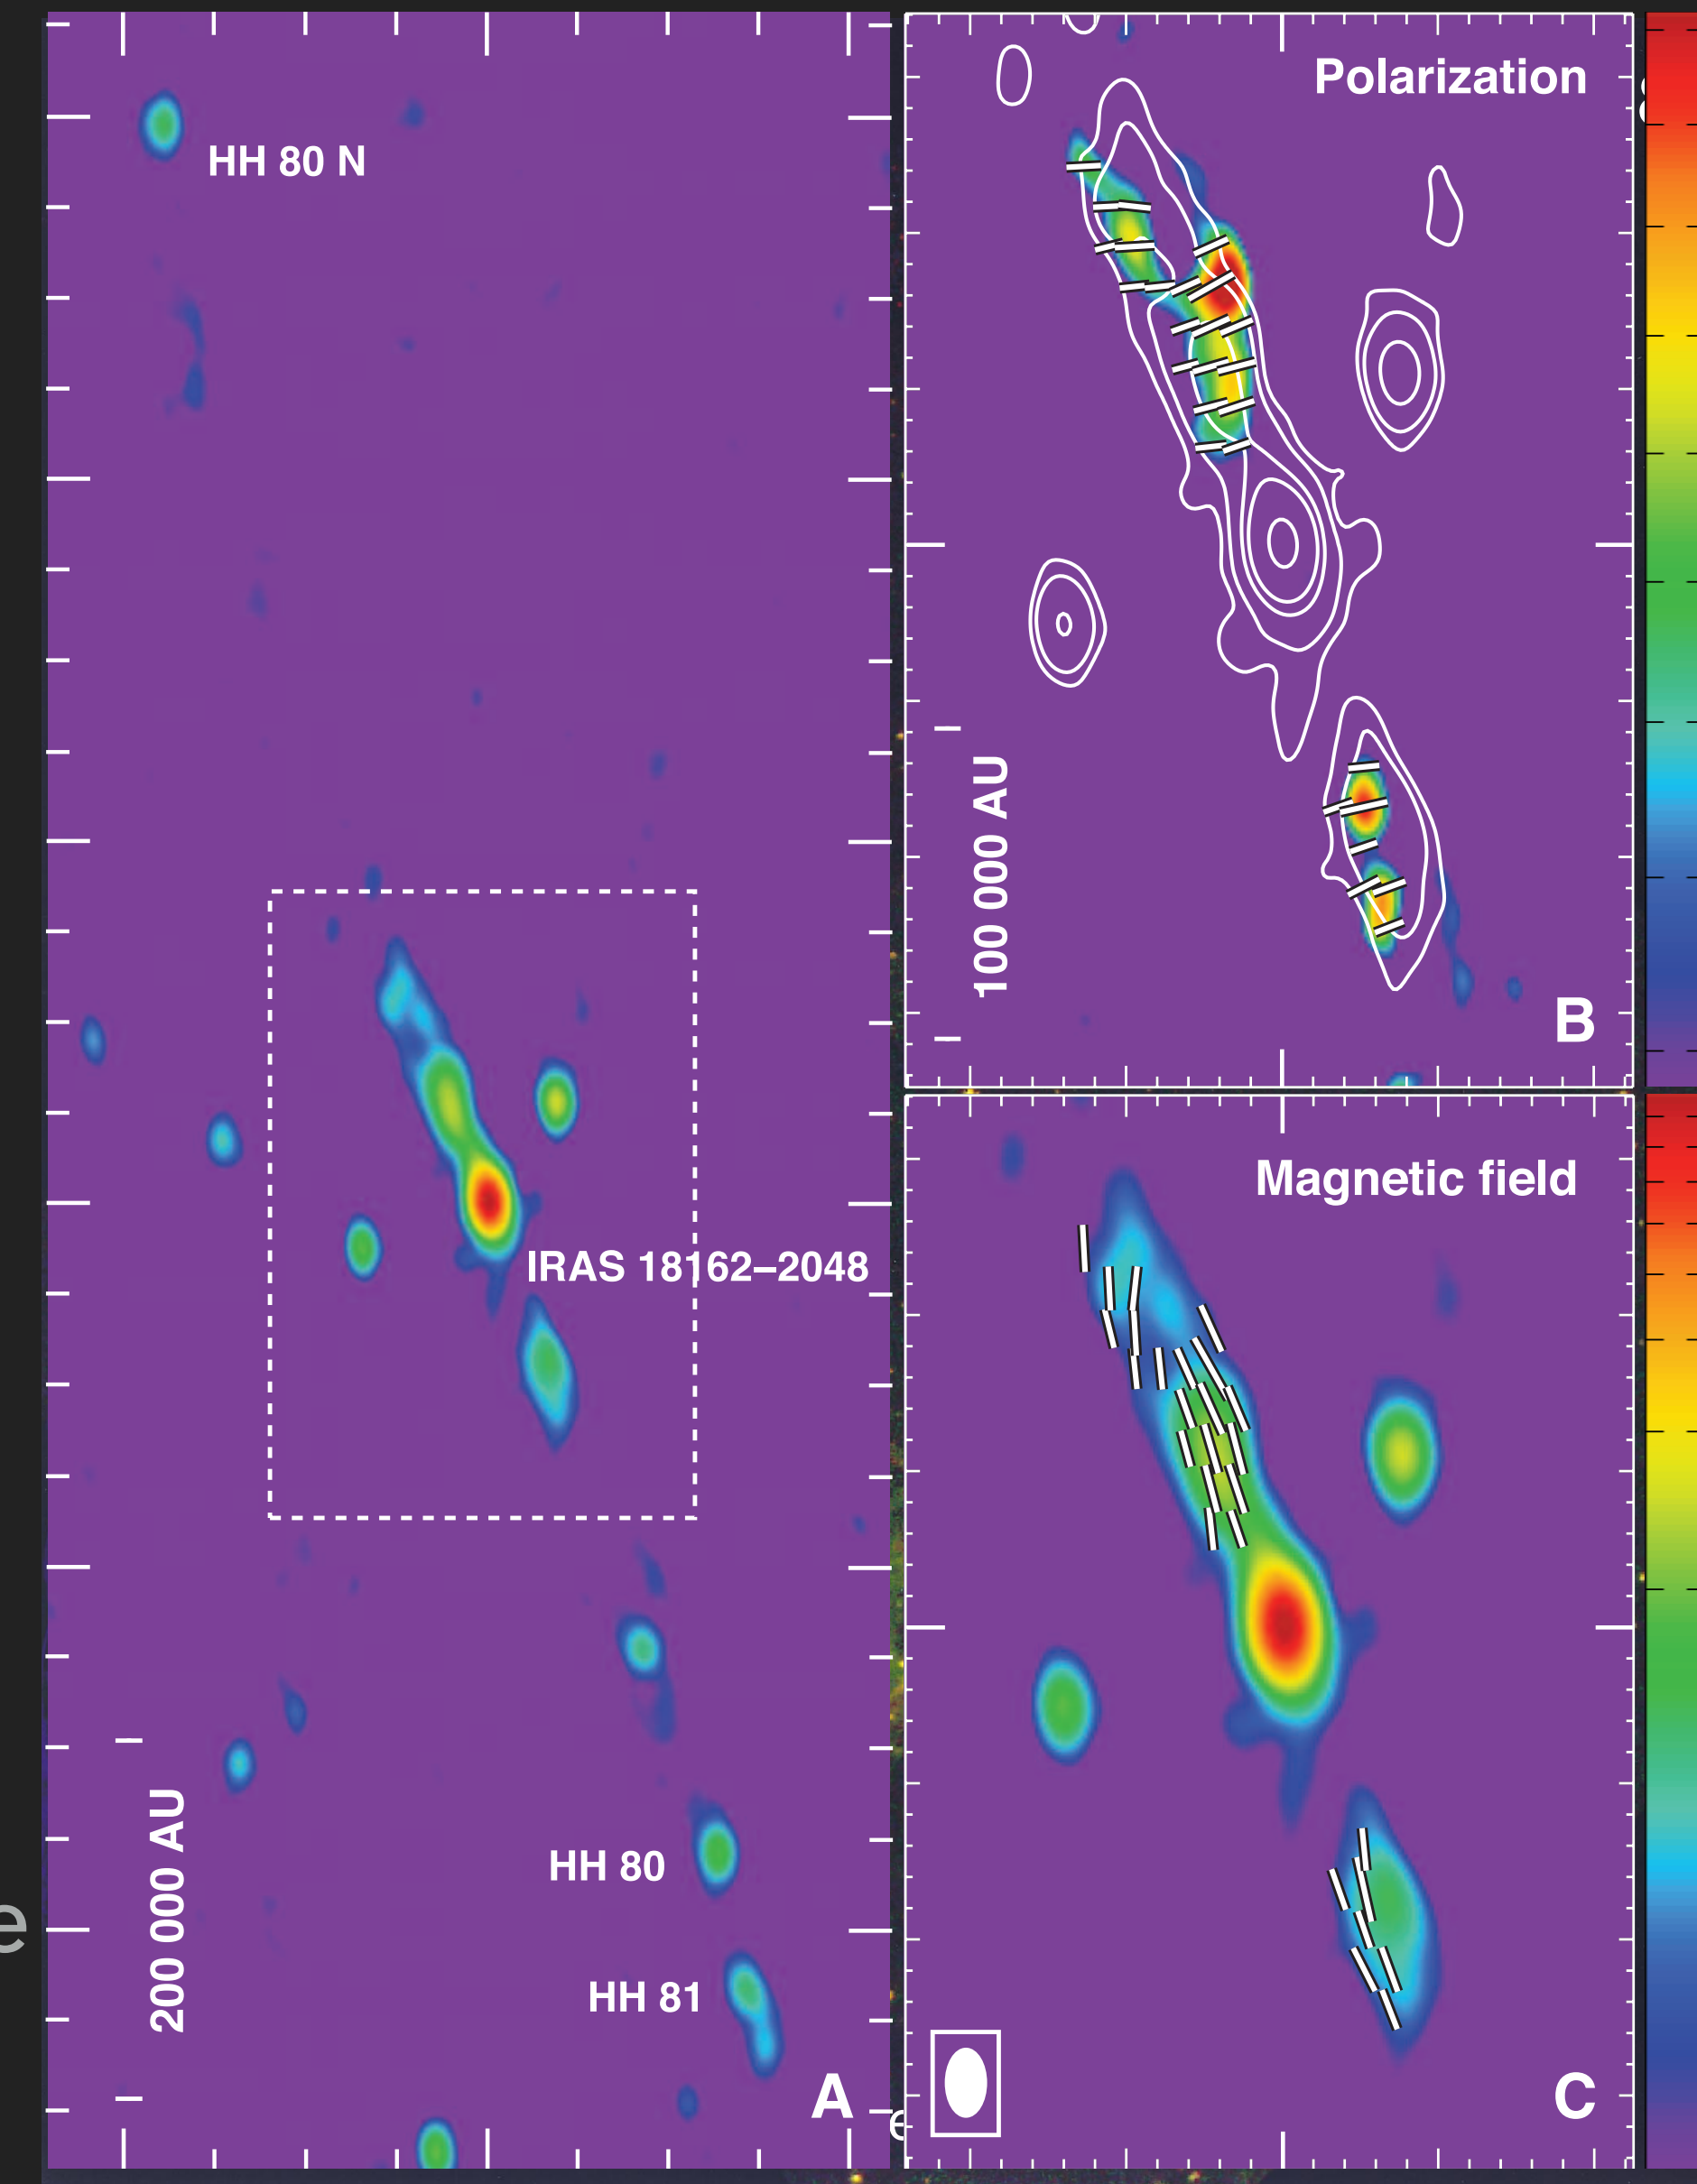 HH 80 N
IRAS 18162–2048
200 000 AU
HH 80
HH 81
A
Polarization
100 000 AU
B
Magnetic field
C
e
e